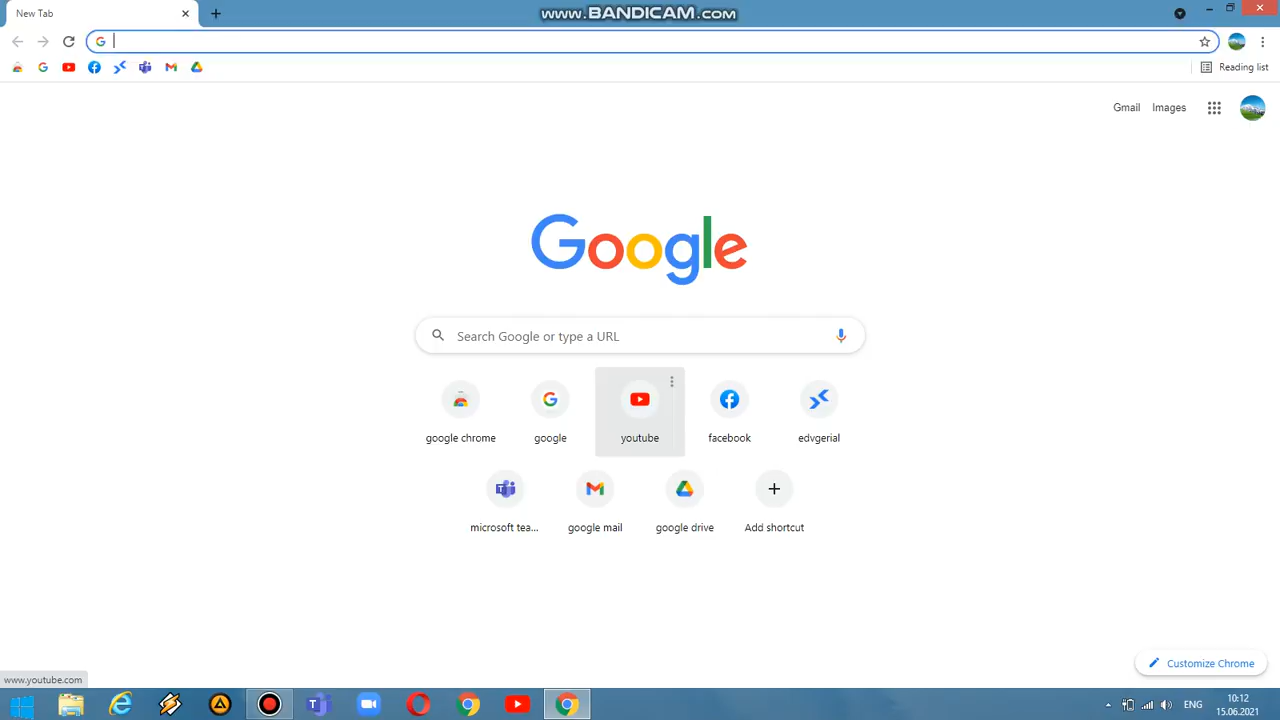 New Tab
www.BANDICAM.com
Reading list
Gmail
Images
Google
Search Google or type a URL
google chrome
google
youtube
facebook
edvgerial
microsoft tea...
google mail
google drive
Add shortcut
Customize Chrome
www.youtube.com
ENG
10:12
15.06.2021